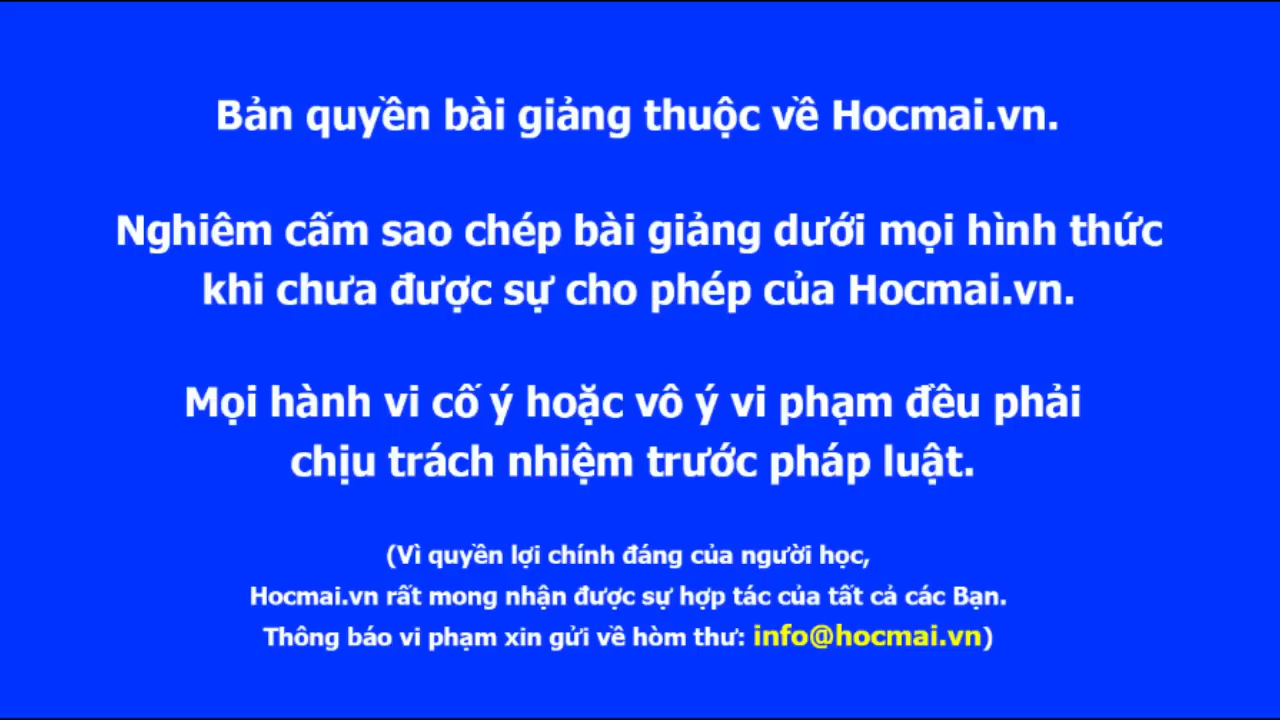 Bản quyền bài giảng thuộc về Hocmai.vn.
Nghiêm cấm sao chép bài giảng dưới mọi hình thức
khi chưa được sự cho phép của Hocmai.vn.
Mọi hành vi cố ý hoặc vô ý vi phạm đều phải
chịu trách nhiệm trước pháp luật.
(Vì quyền lợi chính đáng của người học,
Hocmai.vn rất mong nhận được sự hợp tác của tất cả các Bạn.
Thông báo vi phạm xin gửi về hòm thư: info@hocmai.vn)